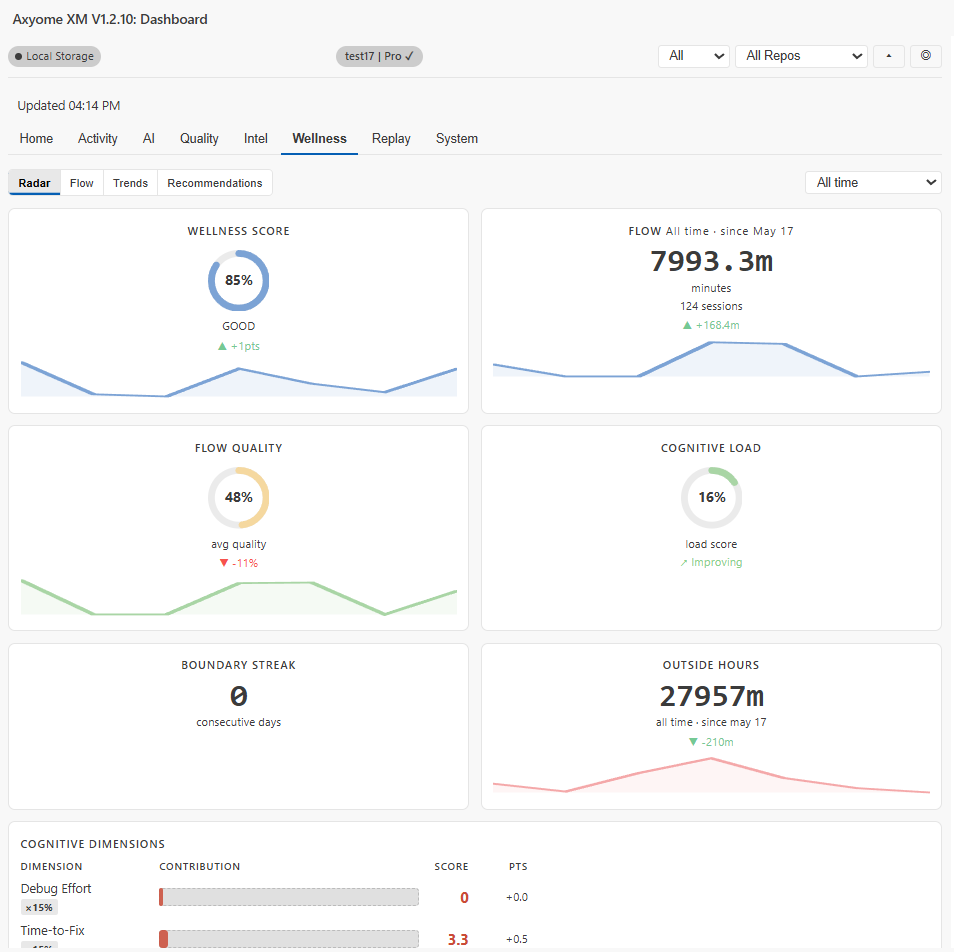 Axyome XM V1.2.10: Dashboard
● Local Storage
test17 | Pro ✓
All
All Repos
Updated 04:14 PM
Home Activity AI Quality Intel Wellness Replay System
Radar Flow Trends Recommendations
All time
WELLNESS SCORE
85%
GOOD
▲ +1pts
FLOW All time · since May 17
7993.3m
minutes
124 sessions
▲ +168.4m
FLOW QUALITY
48%
avg quality
▼ -11%
COGNITIVE LOAD
16%
load score
↗ Improving
BOUNDARY STREAK
0
consecutive days
OUTSIDE HOURS
27957m
all time · since may 17
▼ -210m
COGNITIVE DIMENSIONS
DIMENSION CONTRIBUTION SCORE PTS
Debug Effort
×15%
0 +0.0
Time-to-Fix
3.3 +0.5